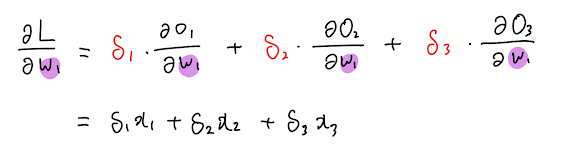 ∂L/∂w₁ = δ₁ · ∂o₁/∂w₁ + δ₂ · ∂O₂/∂w₁ + δ₃ · ∂O₃/∂w₁
= δ₁x₁ + δ₂x₂ + δ₃x₃